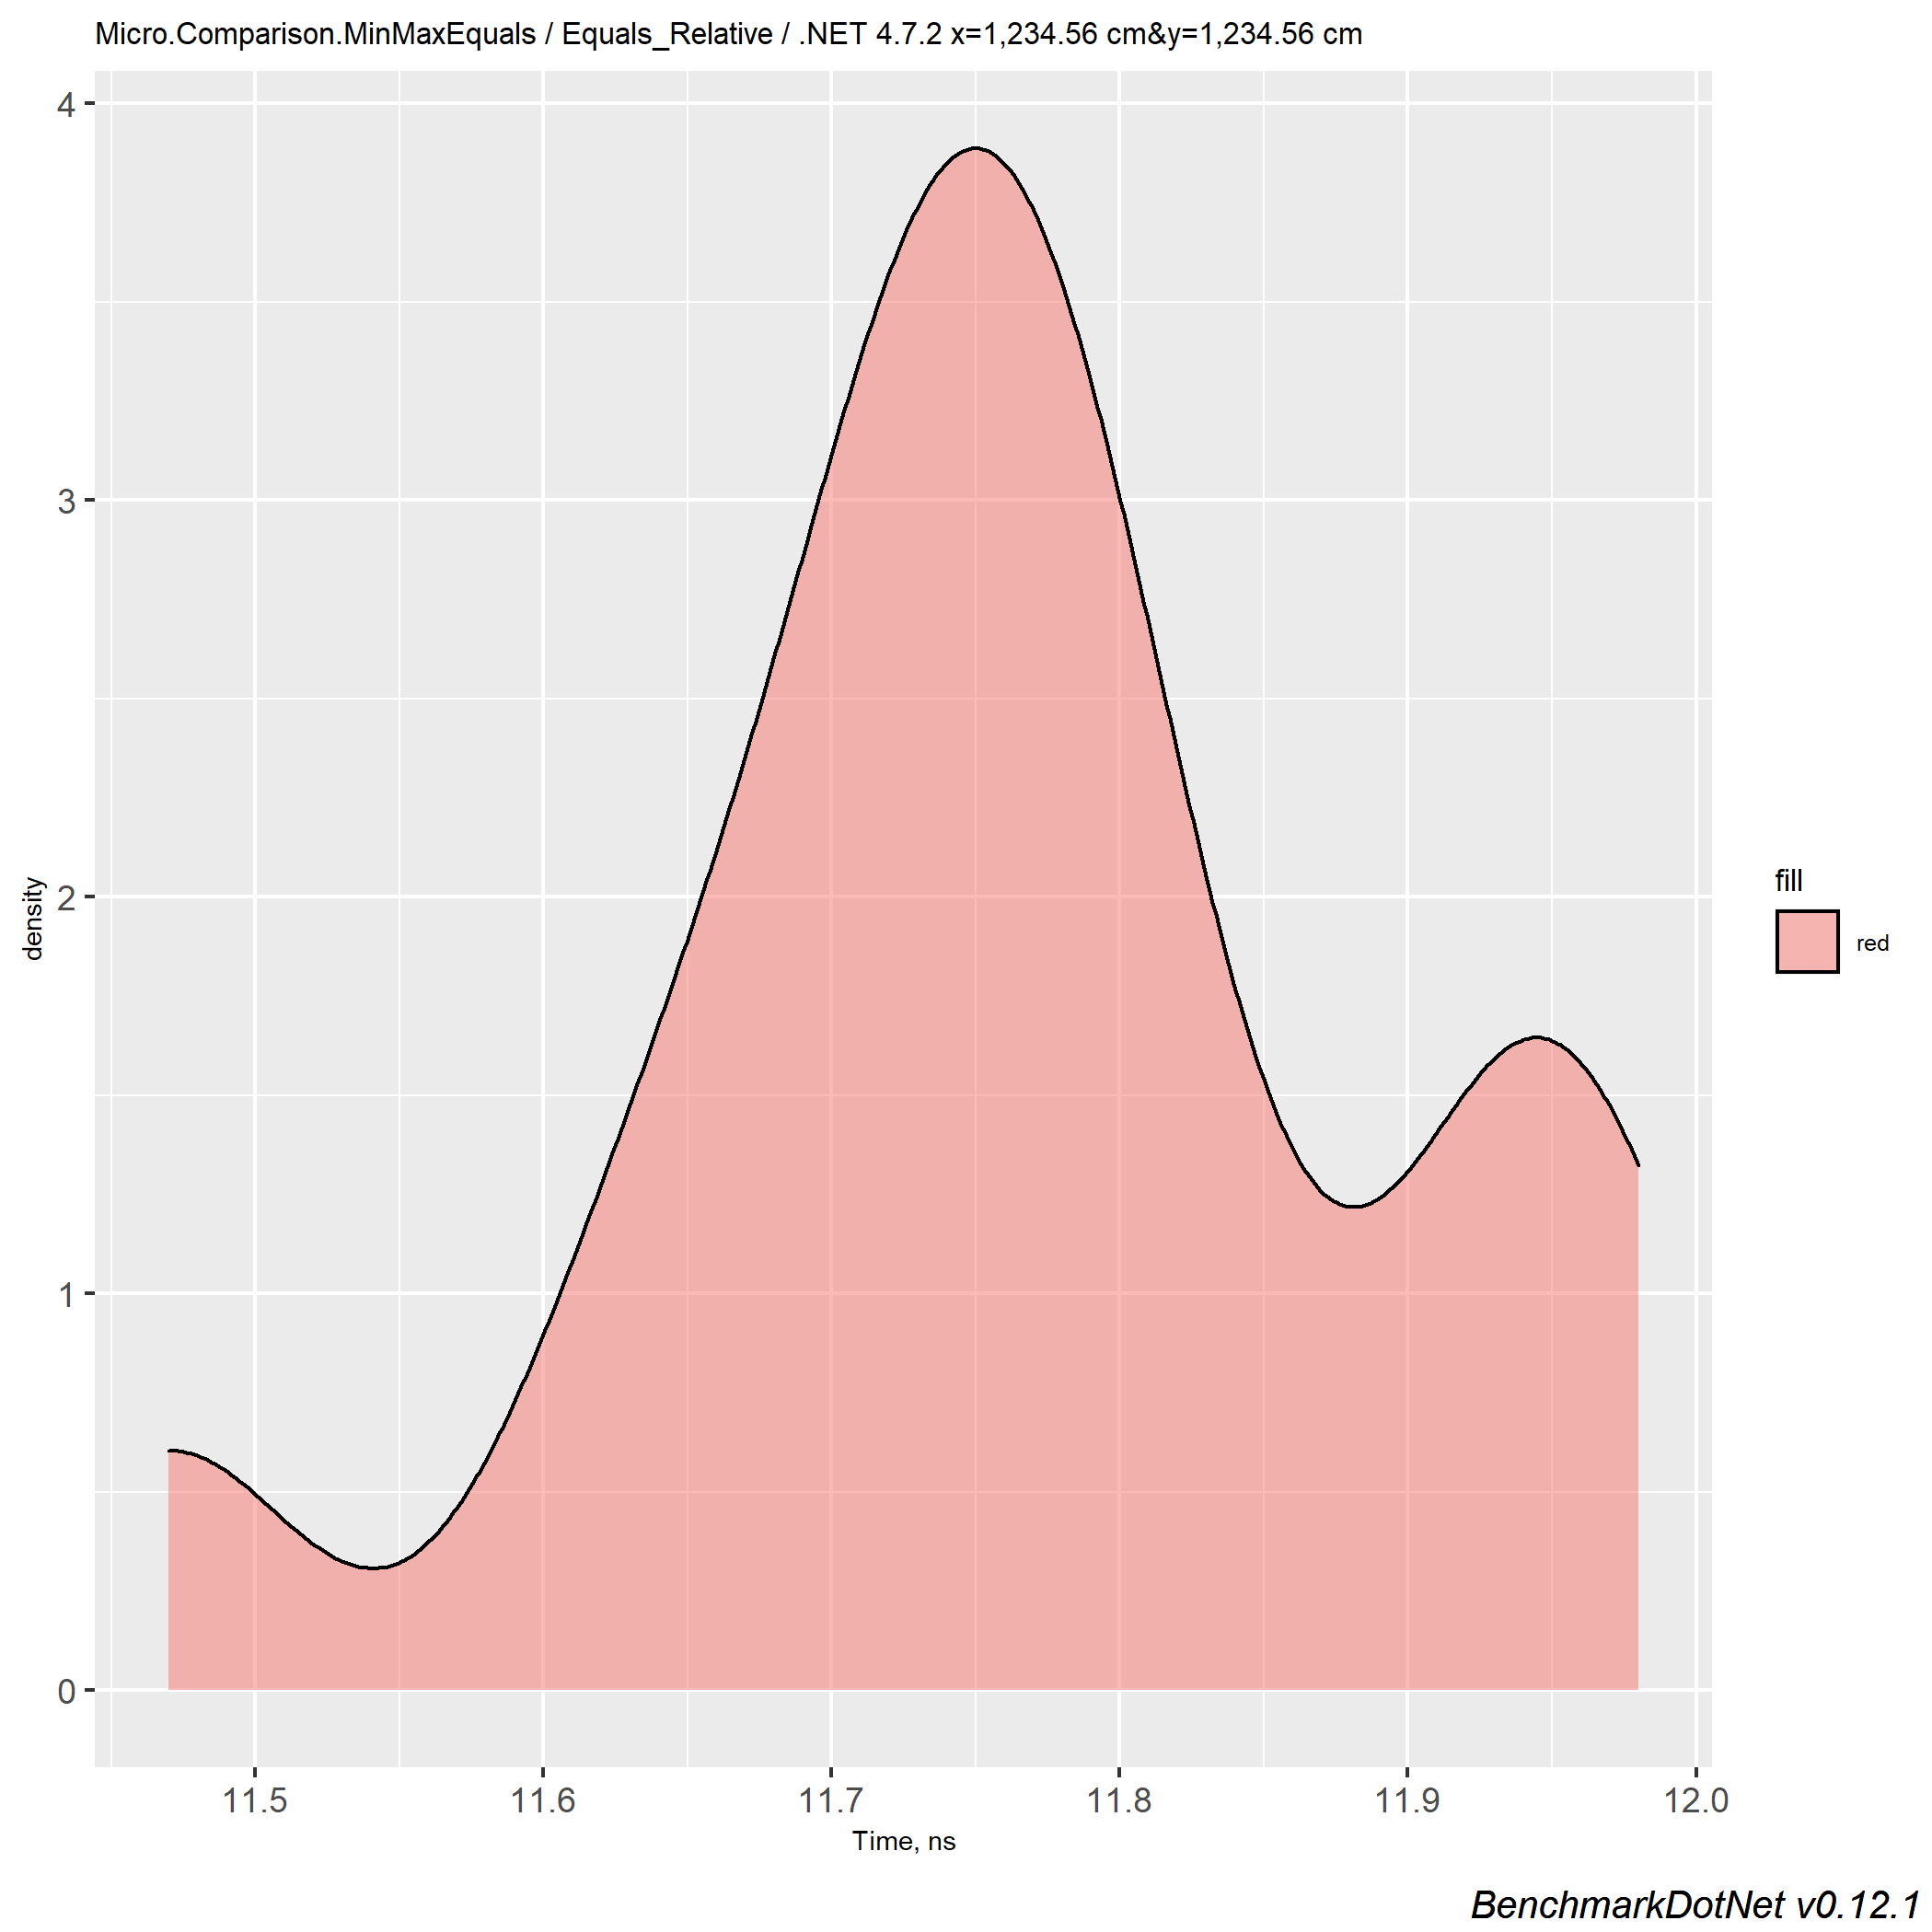 Micro.Comparison.MinMaxEquals / Equals_Relative / .NET 4.7.2 x=1,234.56 cm&y=1,234.56 cm
4
3
2
1
0
density
11.5 11.6 11.7 11.8 11.9 12.0
Time, ns
fill
red
BenchmarkDotNet v0.12.1